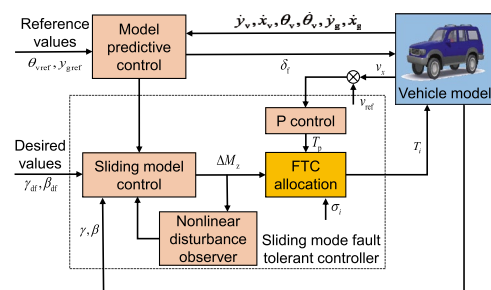 Reference values
θvref, ygref
Model predictive control
ẏv, ẋv, θv, θ̇v, ẏg, xg
δf
vx
vref
Vehicle model
P control
Tp
Desired values
γdf, βdf
Sliding model control
ΔMz
FTC allocation
Ti
σi
γ, β
Nonlinear disturbance observer
Sliding mode fault tolerant controller